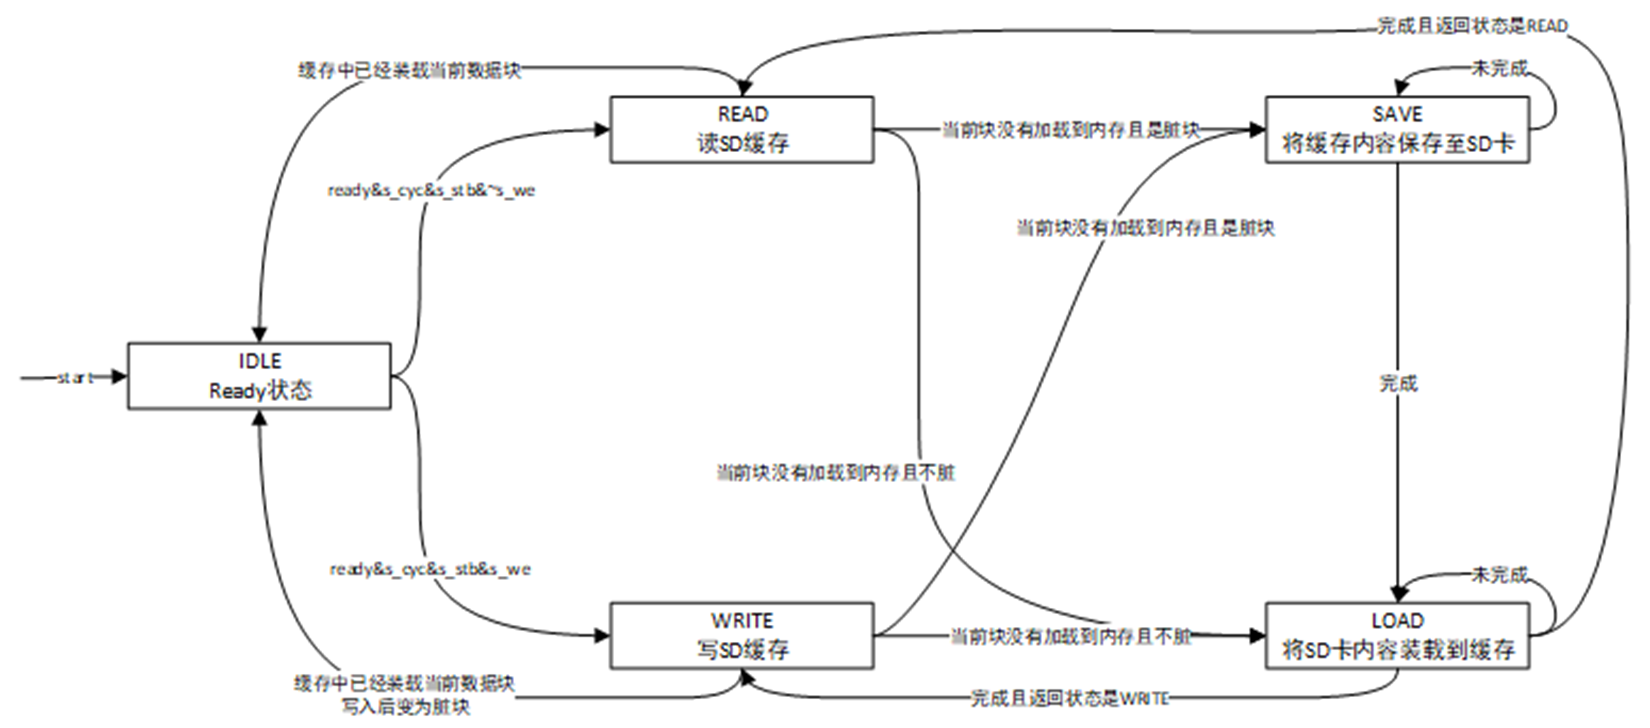 完成且返回状态是READ
缓存中已经装载当前数据块
未完成
READ
读SD缓存
当前块没有加载到内存且是脏块
SAVE
将缓存内容保存至SD卡
ready&s_cyc&s_stb&~s_we
当前块没有加载到内存且是脏块
IDLE
Ready状态
start
完成
当前块没有加载到内存且不脏
ready&s_cyc&s_stb&s_we
未完成
WRITE
写SD缓存
当前块没有加载到内存且不脏
LOAD
将SD卡内容装载到缓存
缓存中已经装载当前数据块
写入后变为脏块
完成且返回状态是WRITE